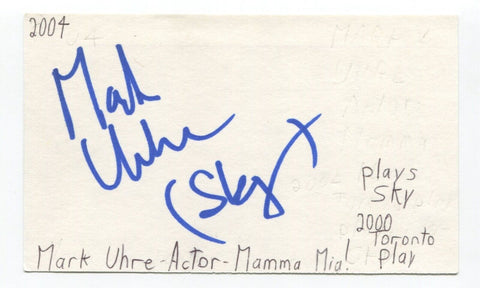 2004
Mark
Uhre
(Sky)
plays
Sky
2000
Toronto
play
Mark Uhre-Actor-Mamma Mia!